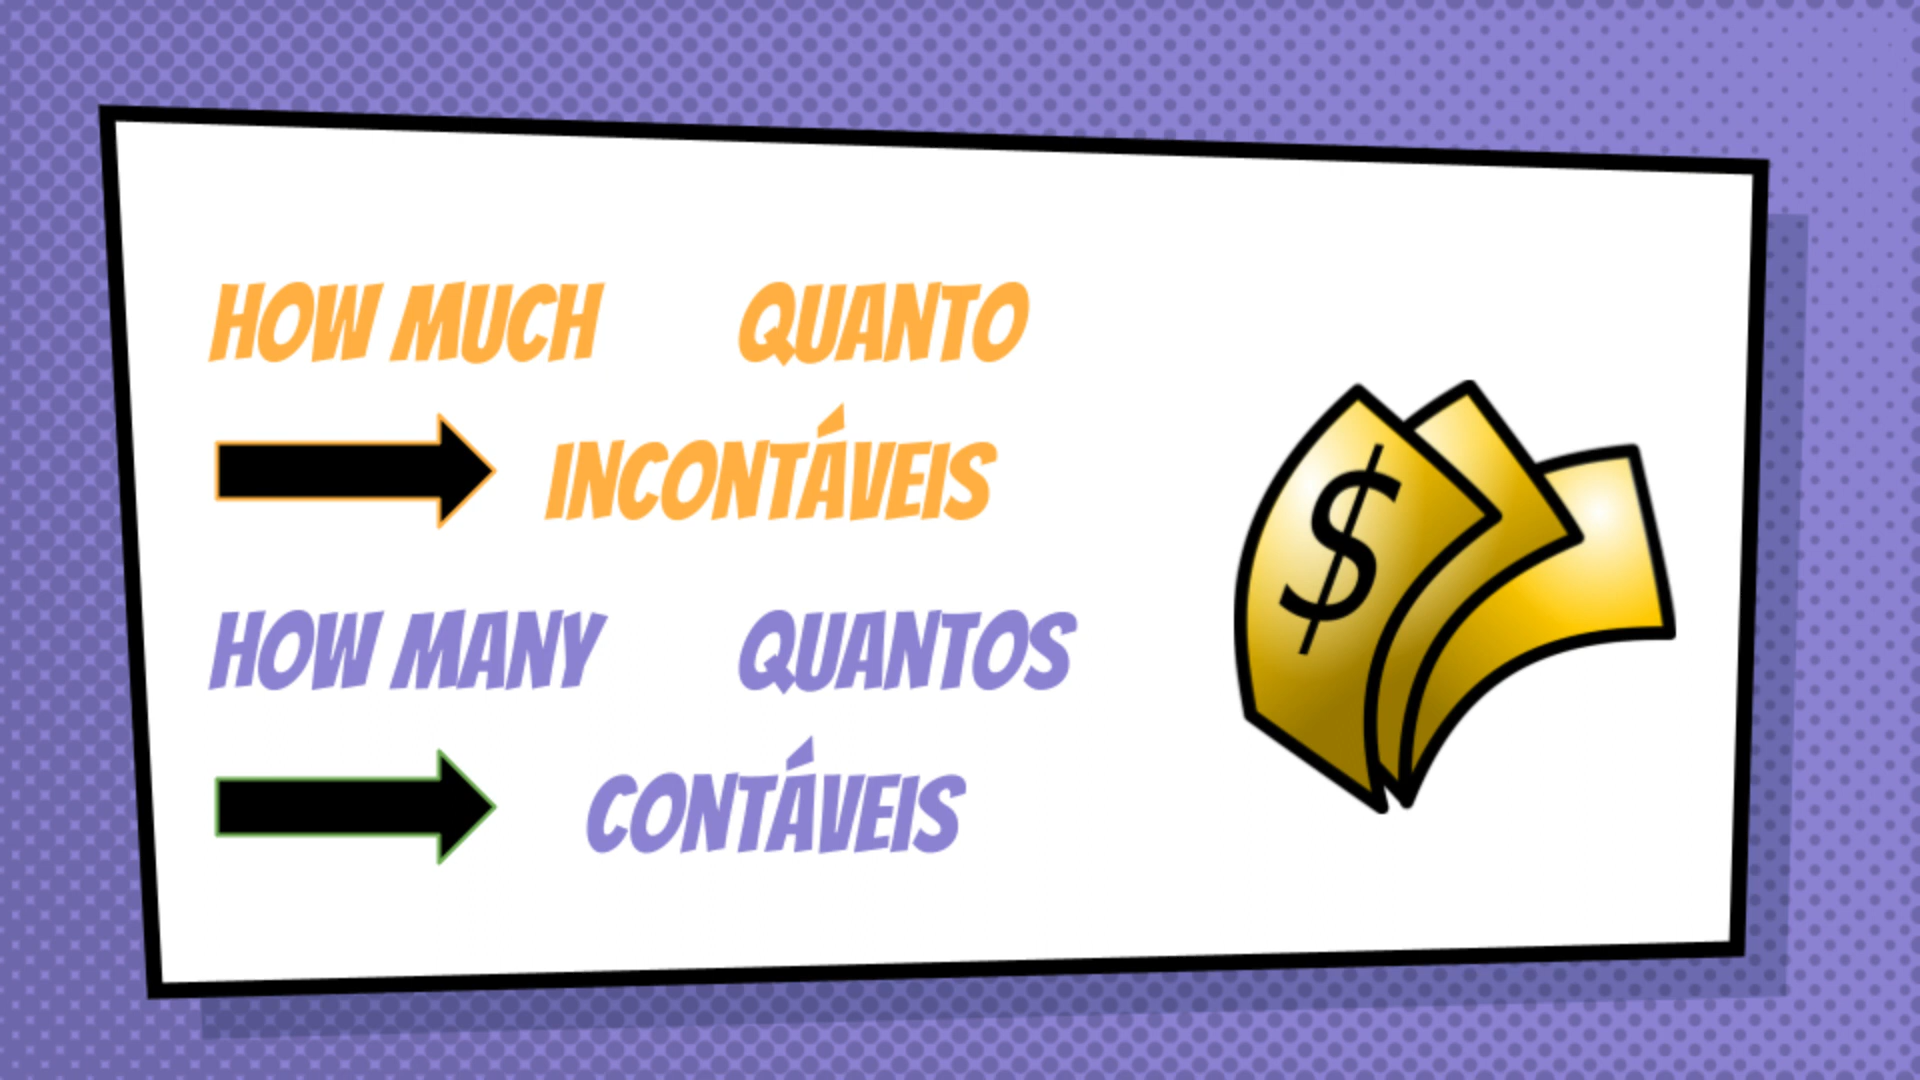 HOW MUCH QUANTO
INCONTÁVEIS
HOW MANY QUANTOS
CONTÁVEIS
$